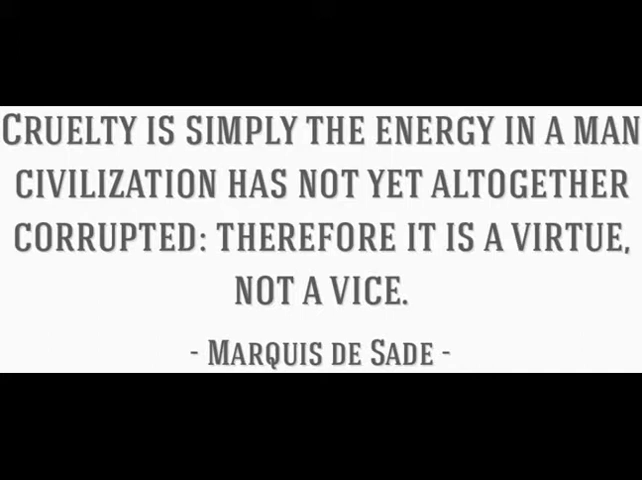 CRUELTY IS SIMPLY THE ENERGY IN A MAN
CIVILIZATION HAS NOT YET ALTOGETHER
CORRUPTED: THEREFORE IT IS A VIRTUE,
NOT A VICE.
- MARQUIS DE SADE -